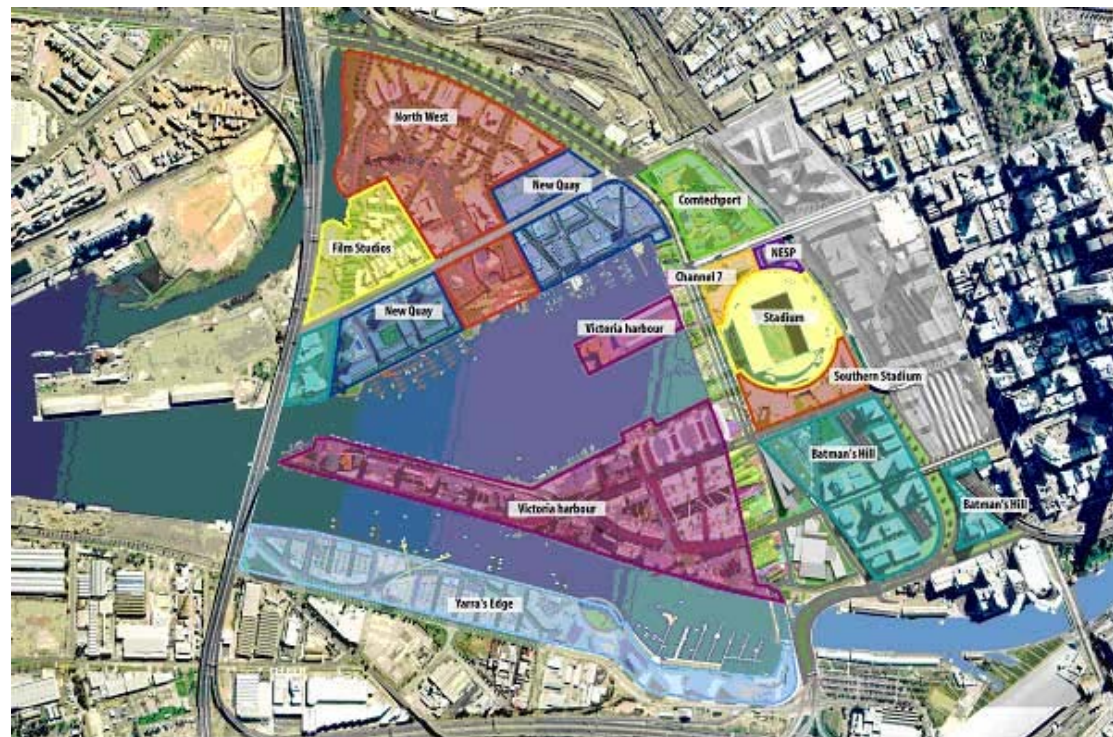 North West
New Quay
Comtechport
Film Studios
NESP
Channel 7
New Quay
Stadium
Victoria harbour
Southern Stadium
Batman's Hill
Batman's Hill
Victoria harbour
Yarra's Edge